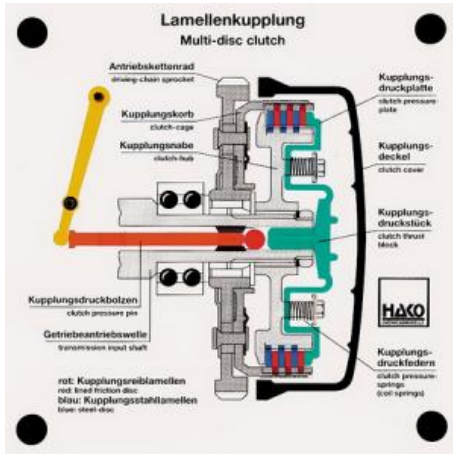 Lamellenkupplung
Multi-disc clutch
Antriebskettenrad
driving-chain sprocket
Kupplungskorb
clutch-cage
Kupplungsnabe
clutch-hub
Kupplungs-
druckplatte
clutch pressure
plate
Kupplungs-
deckel
clutch cover
Kupplungs-
druckstück
clutch thrust
block
Kupplungsdruckbolzen
clutch pressure pin
Getriebeantriebswelle
transmission input shaft
HAKO
Kupplungs-
druckfedern
clutch pressure-
springs
(coil springs)
rot: Kupplungsreiblamellen
red: lined friction disc
blau: Kupplungsstahllamellen
blue: steel-disc